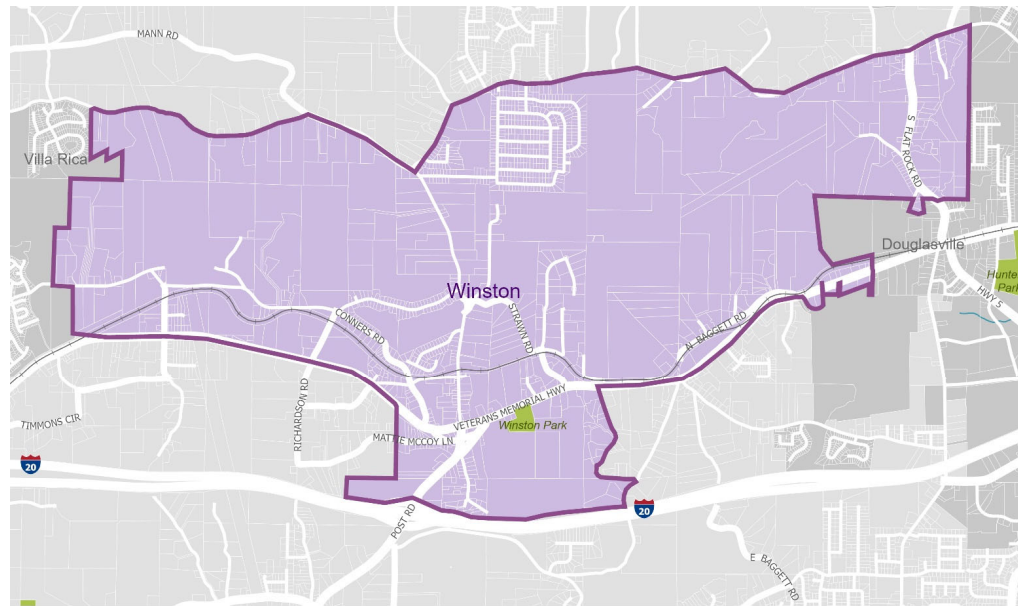 MANN RD
S FLAT ROCK RD
Villa Rica
Douglasville
Hunte
Park
HWY 5
Winston
STRAWN RD
CONNERS RD
N BAGGETT RD
RICHARDSON RD
VETERANS MEMORIAL HWY
TIMMONS CIR
Winston Park
MATTIE MCCOY LN
20
20
POST RD
E BAGGETT RD